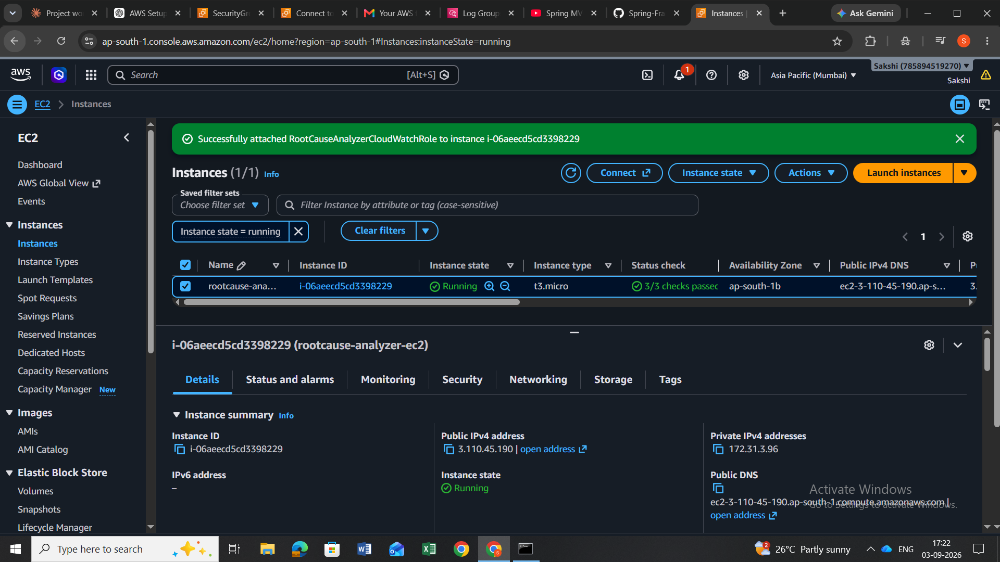 Project wo
AWS Setup
SecurityGr
Connect to
Your AWS
Log Group
Spring MV
Spring-Fra
Instances |
Ask Gemini
ap-south-1.console.aws.amazon.com/ec2/home?region=ap-south-1#Instances:instanceState=running
S
aws
Search
[Alt+S]
1
Asia Pacific (Mumbai)
Sakshi (785894519270)
Sakshi
EC2
Instances
EC2
Dashboard
AWS Global View
Events
Instances
Instances
Instance Types
Launch Templates
Spot Requests
Savings Plans
Reserved Instances
Dedicated Hosts
Capacity Reservations
Capacity Manager New
Images
AMIs
AMI Catalog
Elastic Block Store
Volumes
Snapshots
Lifecycle Manager
Successfully attached RootCauseAnalyzerCloudWatchRole to instance i-06aeecd5cd3398229
Instances (1/1) Info
Connect
Instance state
Actions
Launch instances
Saved filter sets
Choose filter set
Filter Instance by attribute or tag (case-sensitive)
Instance state = running
Clear filters
1
Name
Instance ID
Instance state
Instance type
Status check
Availability Zone
Public IPv4 DNS
rootcause-ana...
i-06aeecd5cd3398229
Running
t3.micro
3/3 checks passed
ap-south-1b
ec2-3-110-45-190.ap-s...
3.
i-06aeecd5cd3398229 (rootcause-analyzer-ec2)
Details
Status and alarms
Monitoring
Security
Networking
Storage
Tags
Instance summary Info
Instance ID
i-06aeecd5cd3398229
Public IPv4 address
3.110.45.190 | open address
Private IPv4 addresses
172.31.3.96
IPv6 address
–
Instance state
Running
Public DNS
ec2-3-110-45-190.ap-south-1.compute.amazonaws.com |
open address
Activate Windows
Go to Settings to activate Windows.
Type here to search
2
26°C Partly sunny
ENG
17:22
03-09-2026